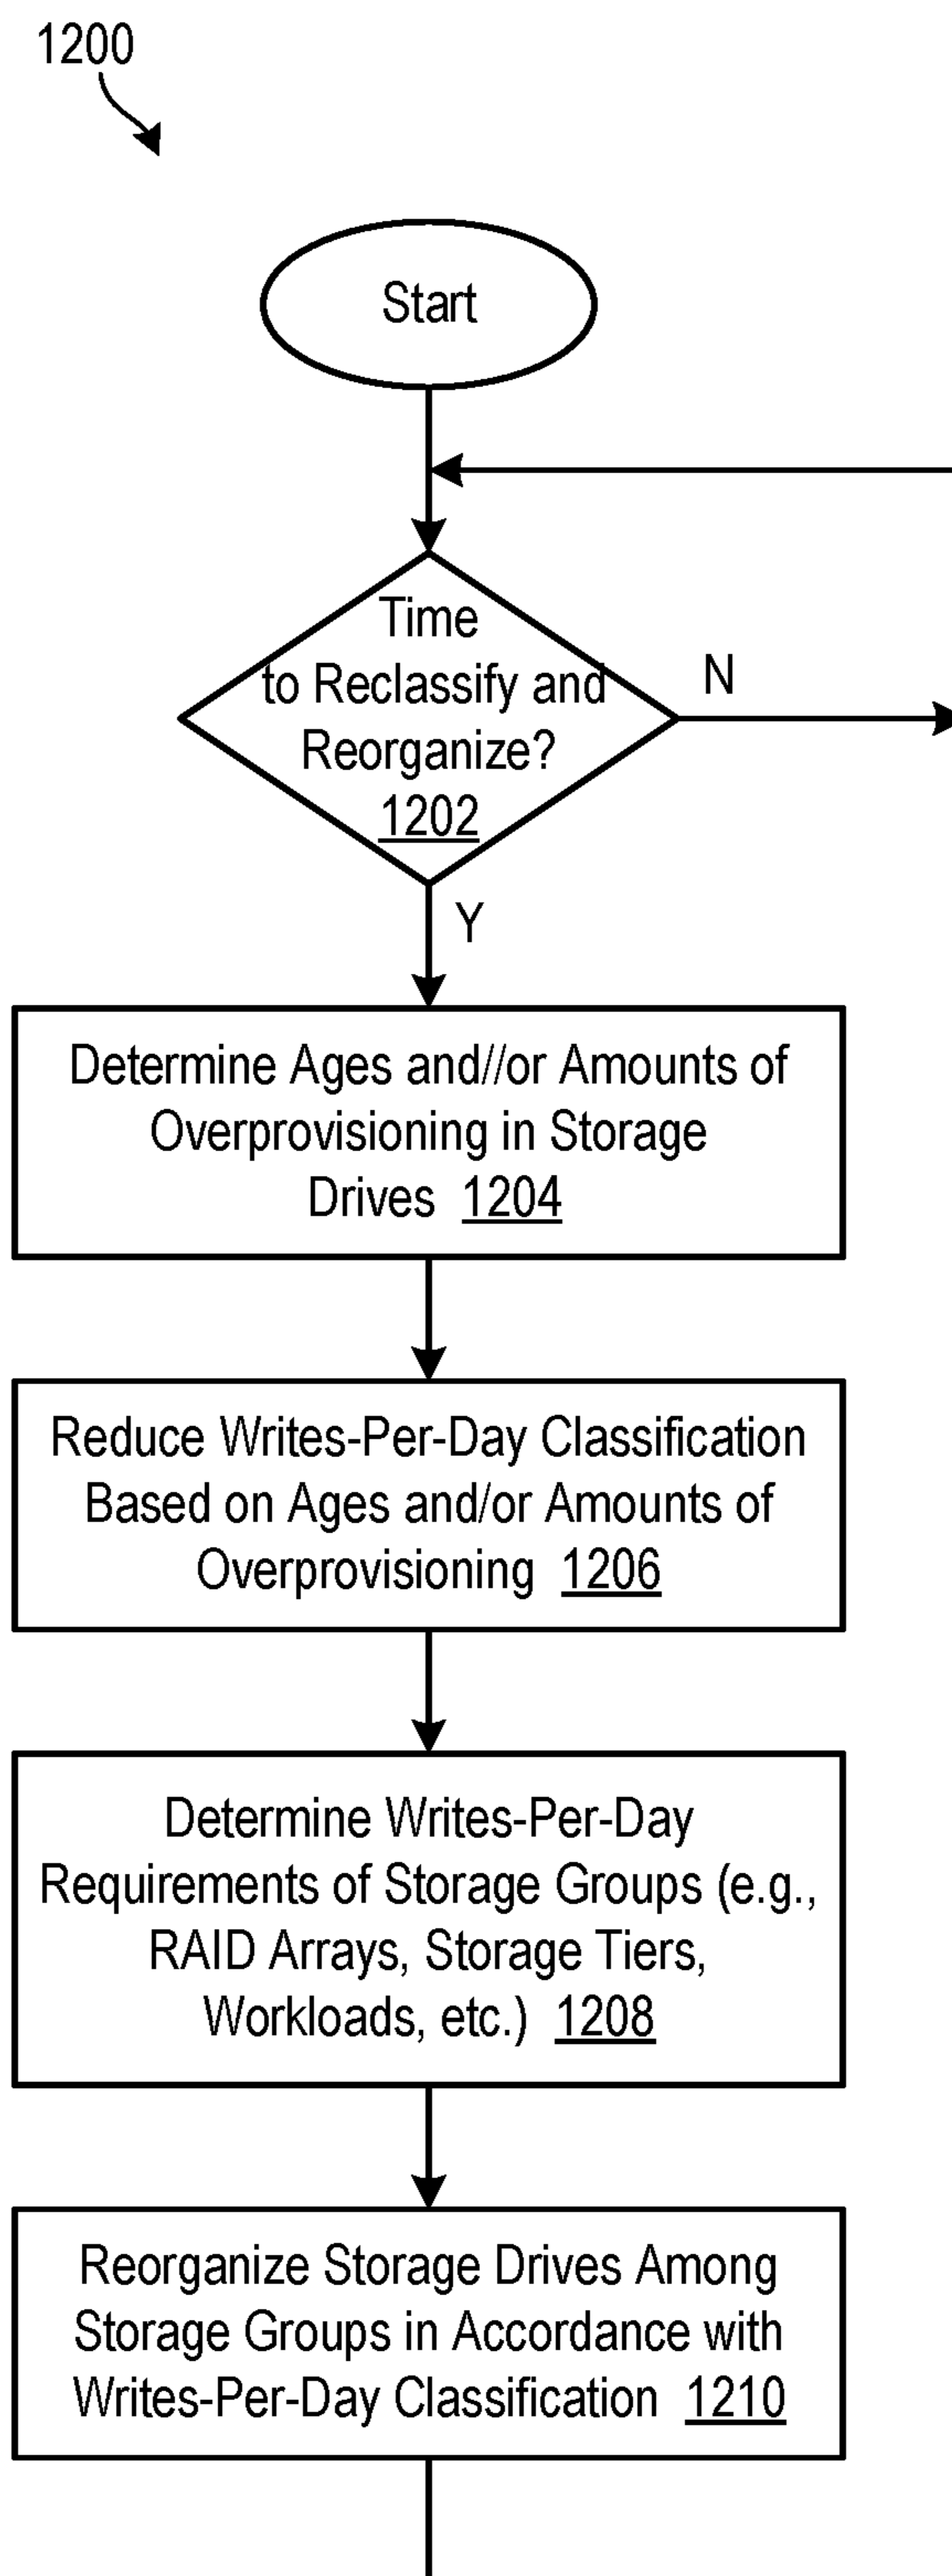 1200
Start
Time
to Reclassify and
Reorganize?
1202
N
Y
Determine Ages and//or Amounts of
Overprovisioning in Storage
Drives 1204
Reduce Writes-Per-Day Classification
Based on Ages and/or Amounts of
Overprovisioning 1206
Determine Writes-Per-Day
Requirements of Storage Groups (e.g.,
RAID Arrays, Storage Tiers,
Workloads, etc.) 1208
Reorganize Storage Drives Among
Storage Groups in Accordance with
Writes-Per-Day Classification 1210